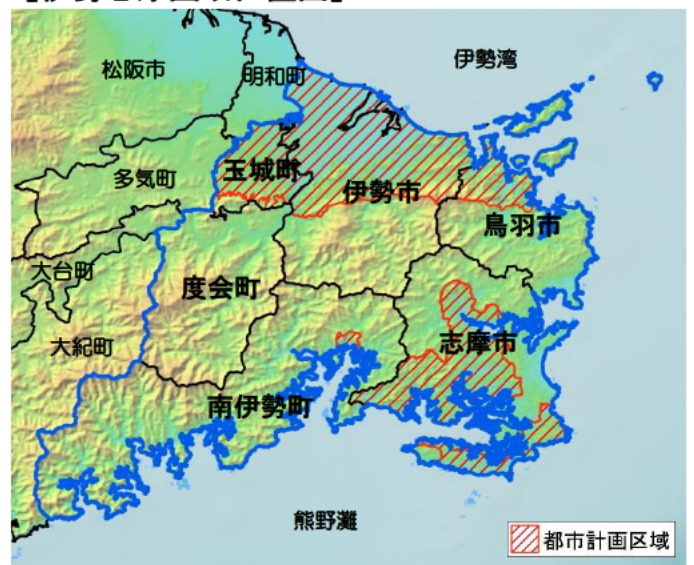 松阪市
明和町
伊勢湾
多気町
玉城町
伊勢市
鳥羽市
大台町
度会町
大紀町
志摩市
南伊勢町
熊野灘
都市計画区域